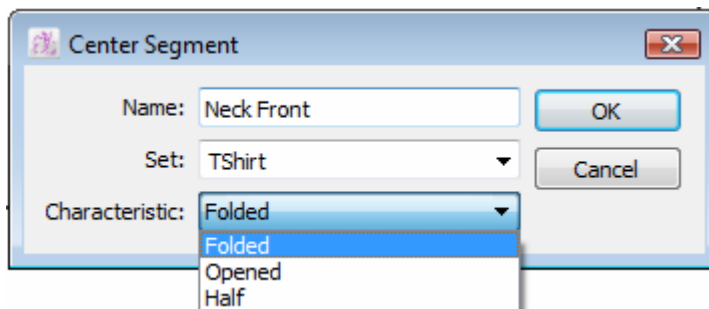 Center Segment
Name: Neck Front
OK
Set: TShirt
Cancel
Characteristic: Folded
Folded
Opened
Half